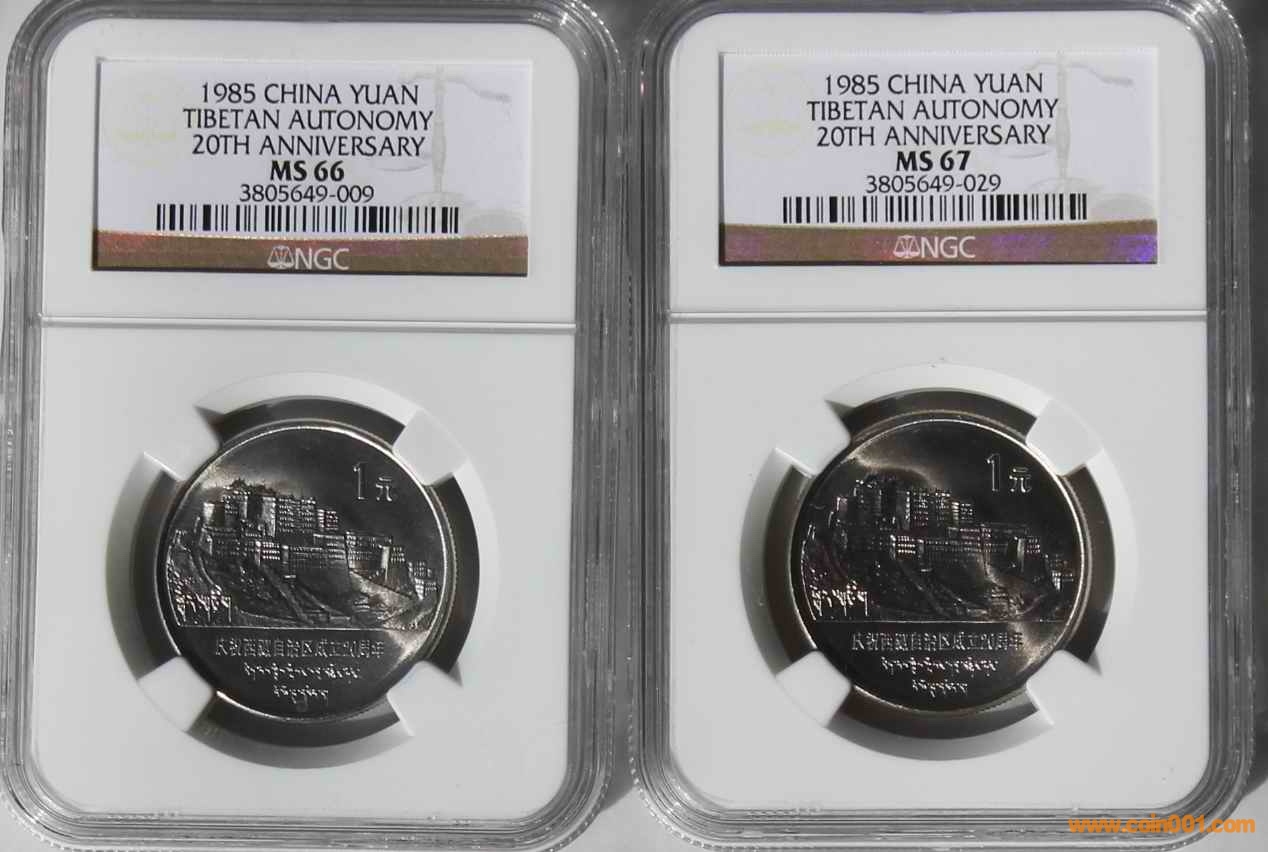 1985 CHINA YUAN
TIBETAN AUTONOMY
20TH ANNIVERSARY
MS 66
3805649-009
NGC
1元
庆祝西藏自治区成立20周年
1985 CHINA YUAN
TIBETAN AUTONOMY
20TH ANNIVERSARY
MS 67
3805649-029
NGC
1元
庆祝西藏自治区成立20周年
www.coin001.com